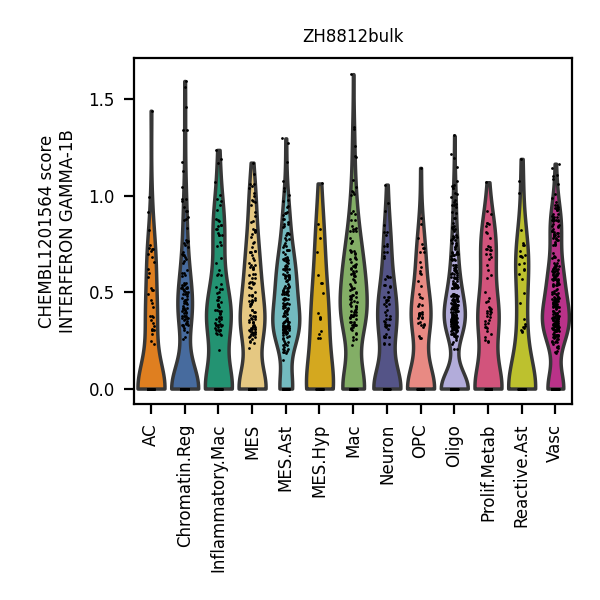 ZH8812bulk
CHEMBL1201564 score
INTERFERON GAMMA-1B
1.5
1.0
0.5
0.0
AC
Chromatin.Reg
Inflammatory.Mac
MES
MES.Ast
MES.Hyp
Mac
Neuron
OPC
Oligo
Prolif.Metab
Reactive.Ast
Vasc